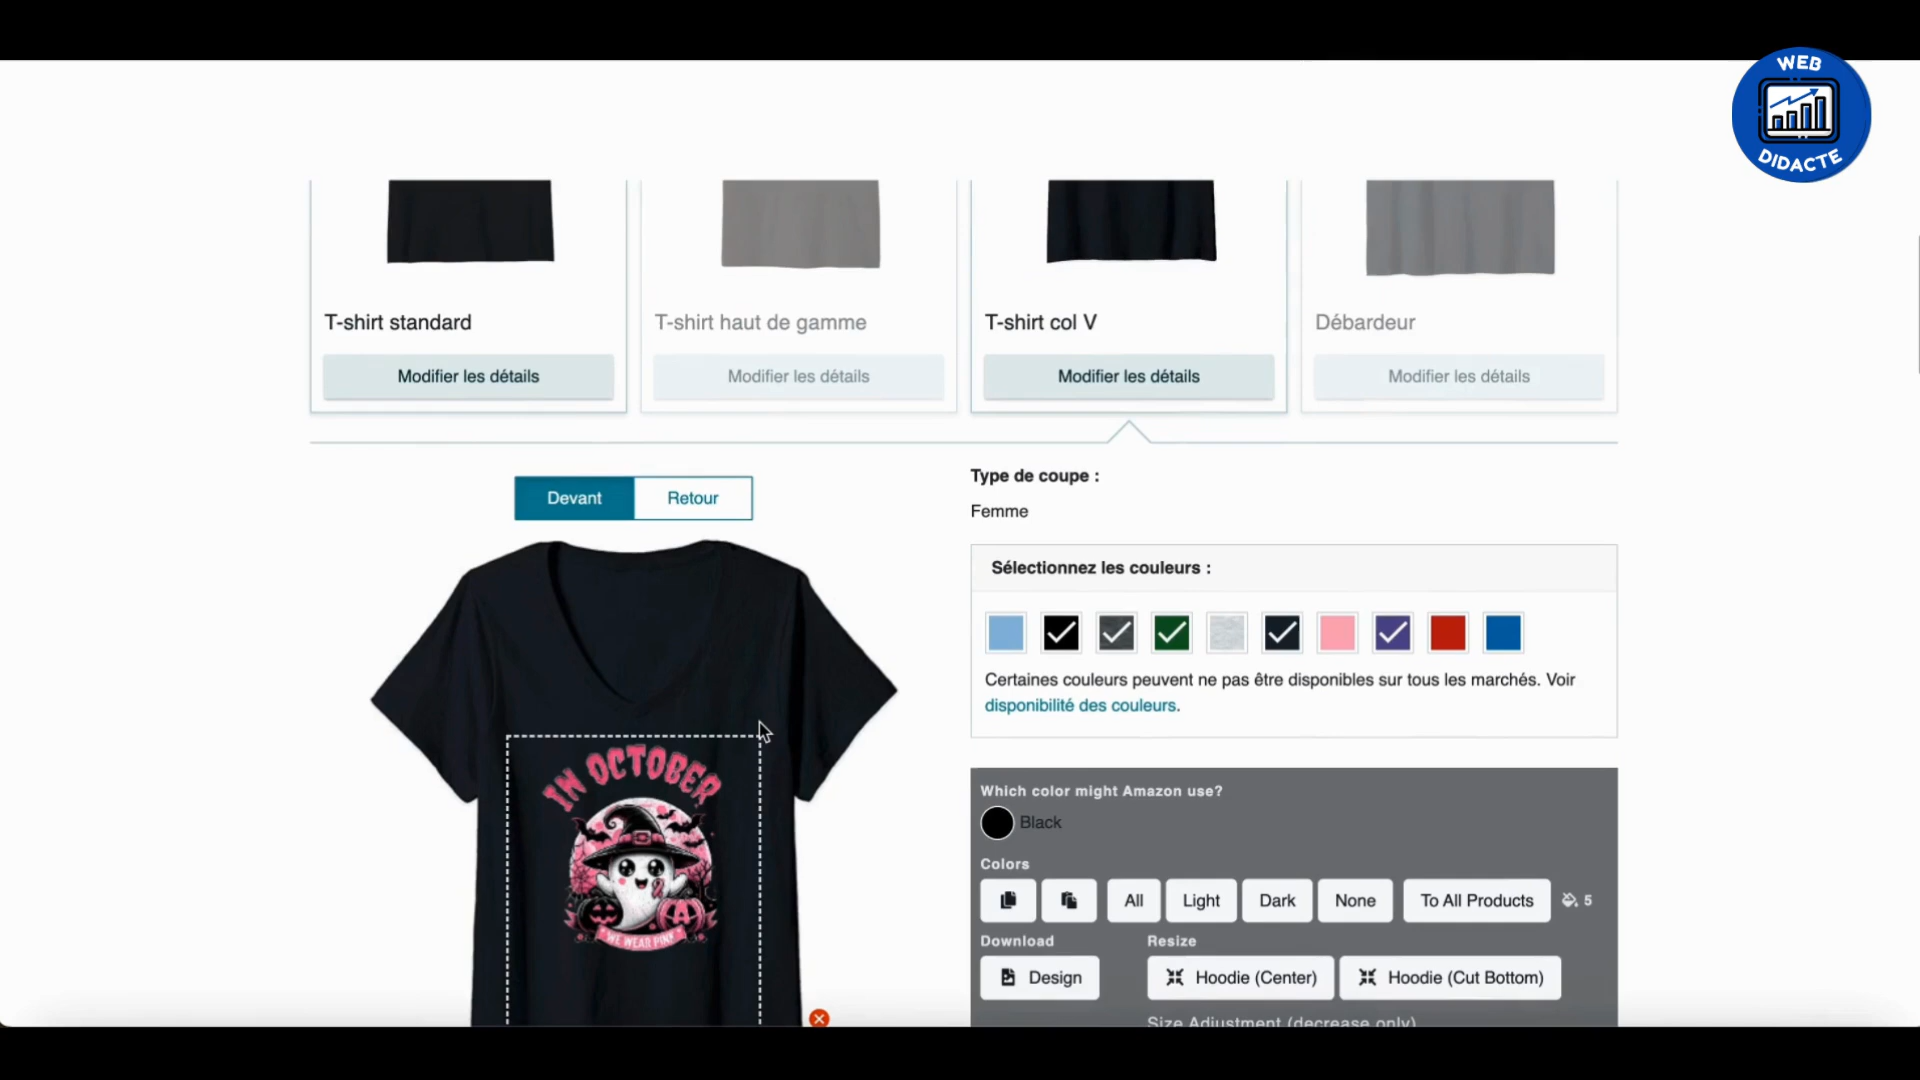 WEB
DIDACTE
T-shirt standard
T-shirt haut de gamme
T-shirt col V
Débardeur
Modifier les détails
Modifier les détails
Modifier les détails
Modifier les détails
Devant
Retour
Type de coupe :
Femme
Sélectionnez les couleurs :
Certaines couleurs peuvent ne pas être disponibles sur tous les marchés. Voir
disponibilité des couleurs.
IN OCTOBER
WE WEAR PINK
Which color might Amazon use?
Black
Colors
All
Light
Dark
None
To All Products
5
Download
Resize
Design
Hoodie (Center)
Hoodie (Cut Bottom)
Size Adjustment (decrease only)